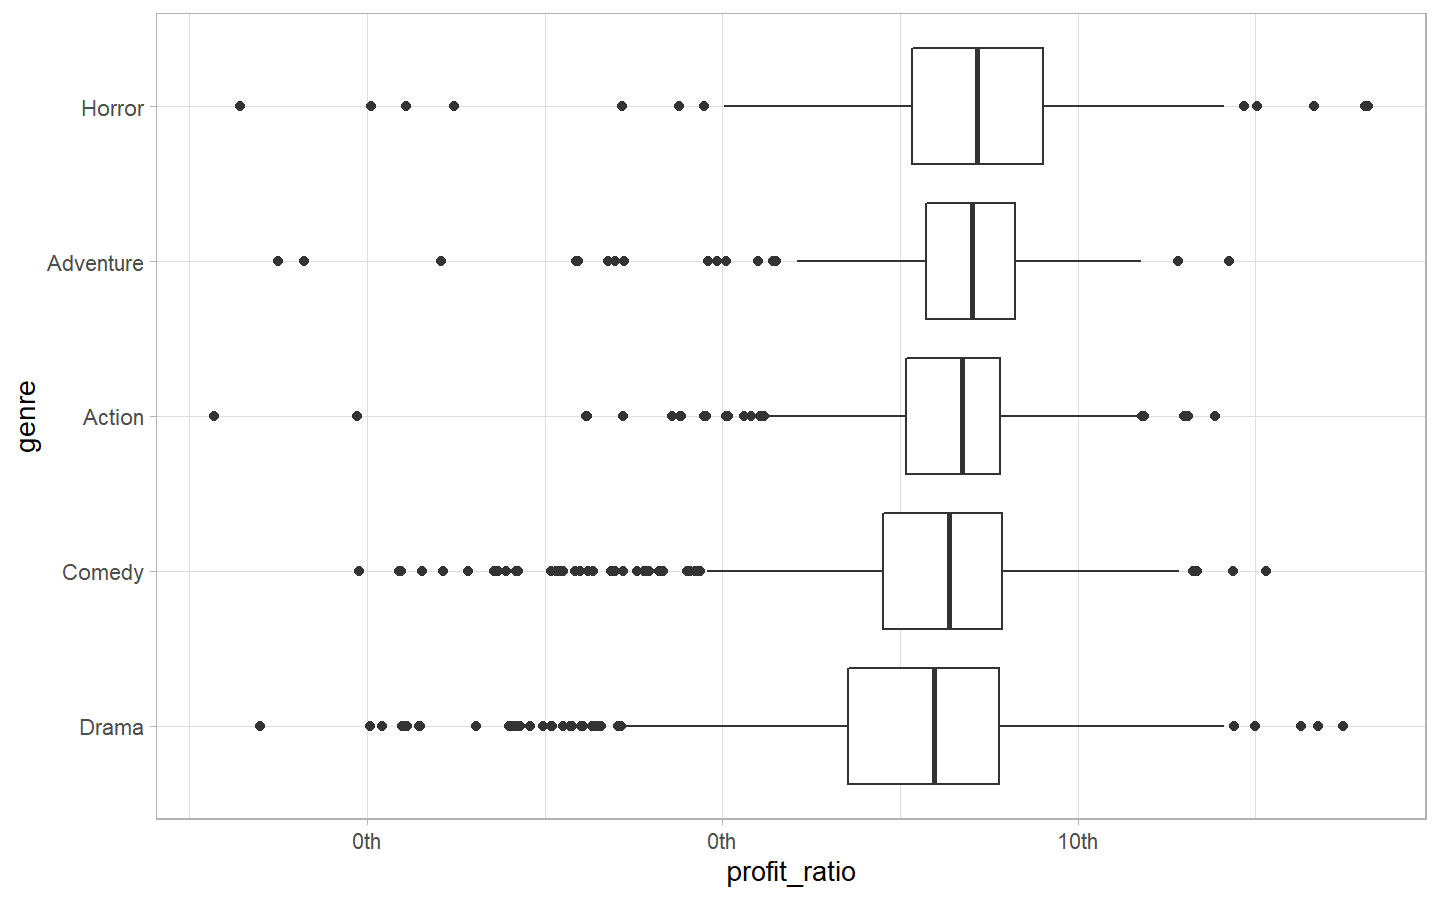 Horror
Adventure
Action
Comedy
Drama
genre
0th
0th
10th
profit_ratio